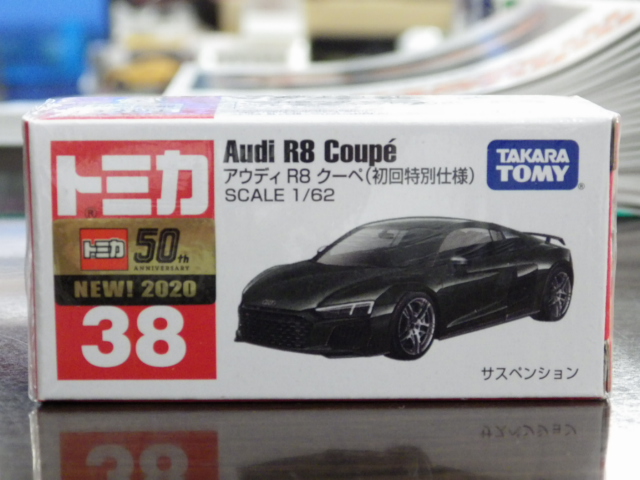 トミカ
Audi R8 Coupé
アウディ R8 クーペ(初回特別仕様)
SCALE 1/62
TAKARA
TOMY
トミカ 50th
ANNIVERSARY
NEW! 2020
38
サスペンション